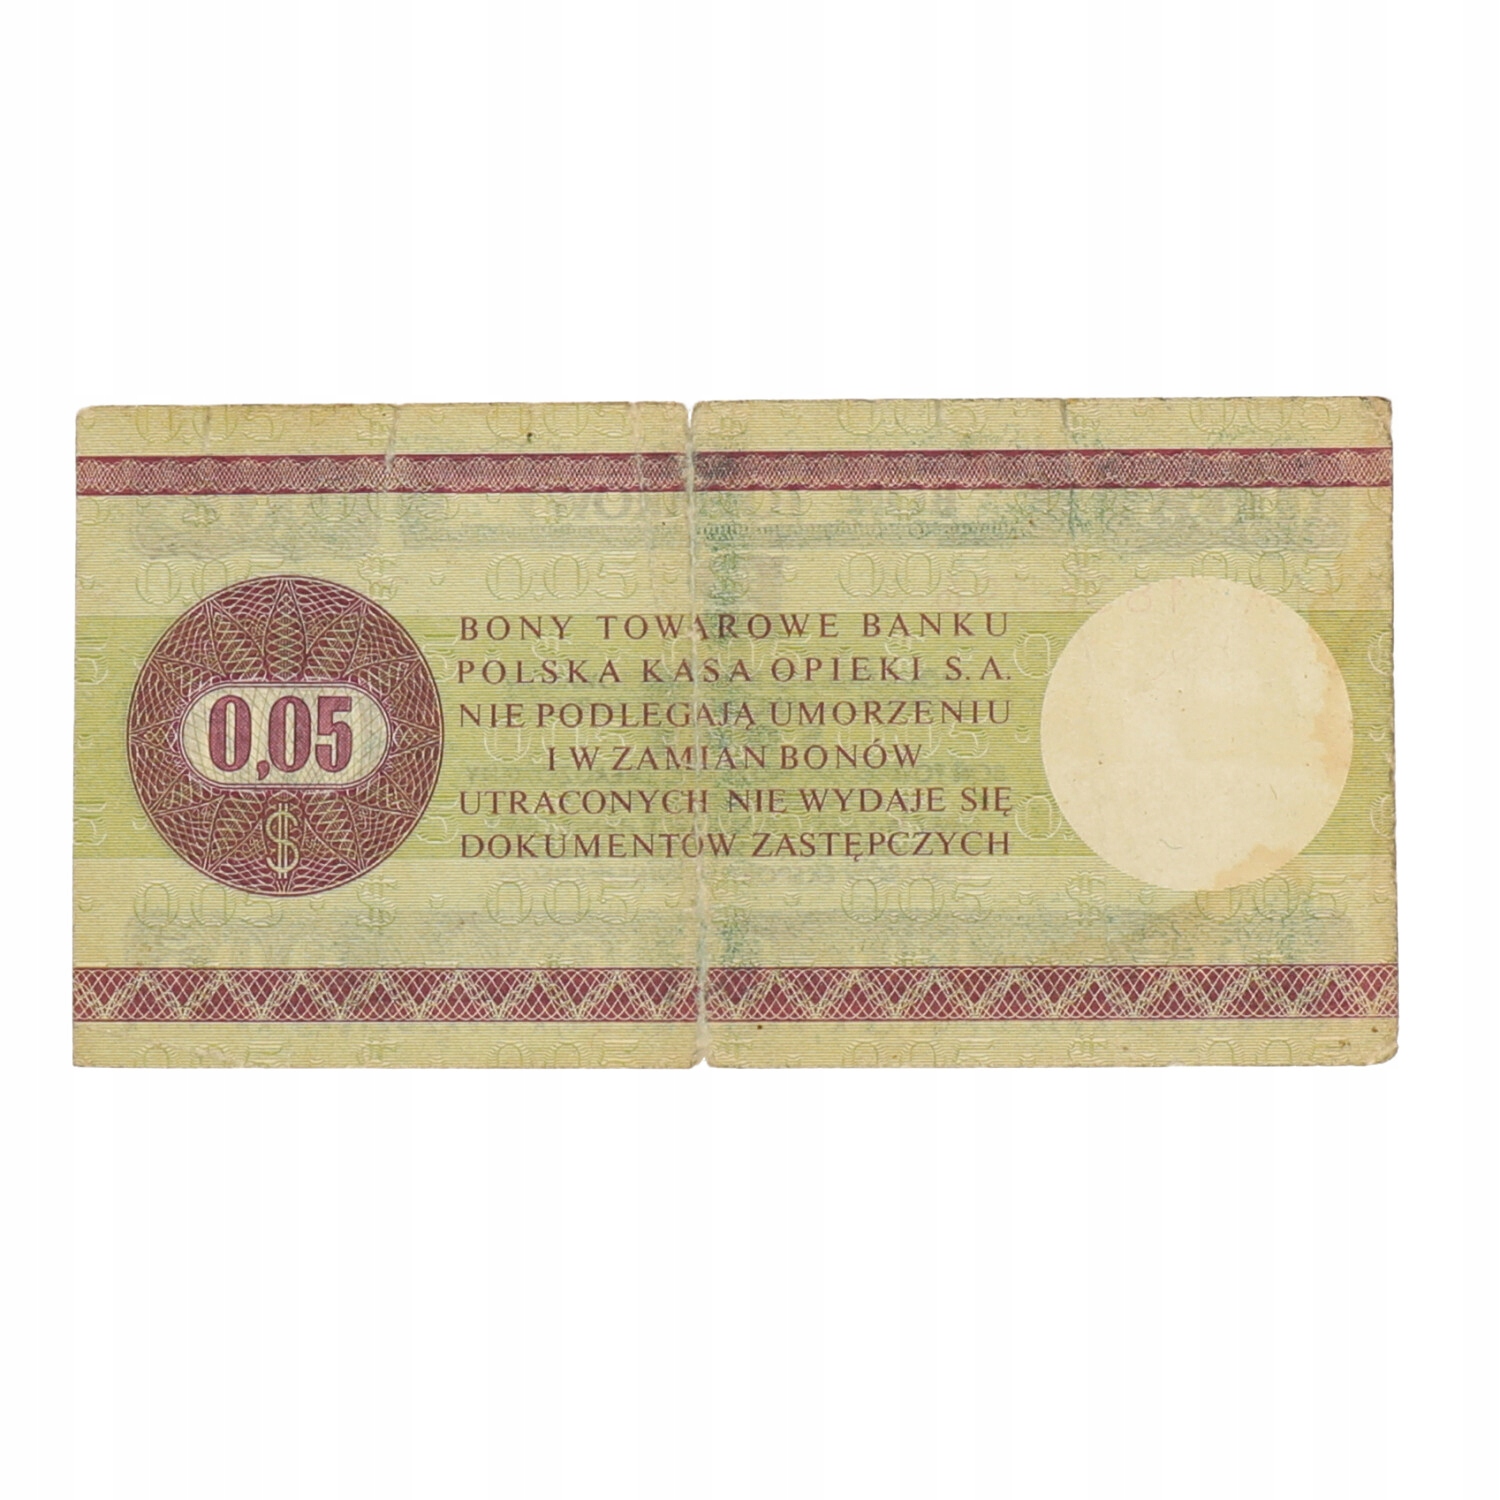 0,05
$
BONY TOWAROWE BANKU
POLSKA KASA OPIEKI S.A.
NIE PODLEGAJĄ UMORZENIU
I W ZAMIAN BONÓW
UTRACONYCH NIE WYDAJE SIĘ
DOKUMENTÓW ZASTĘPCZYCH